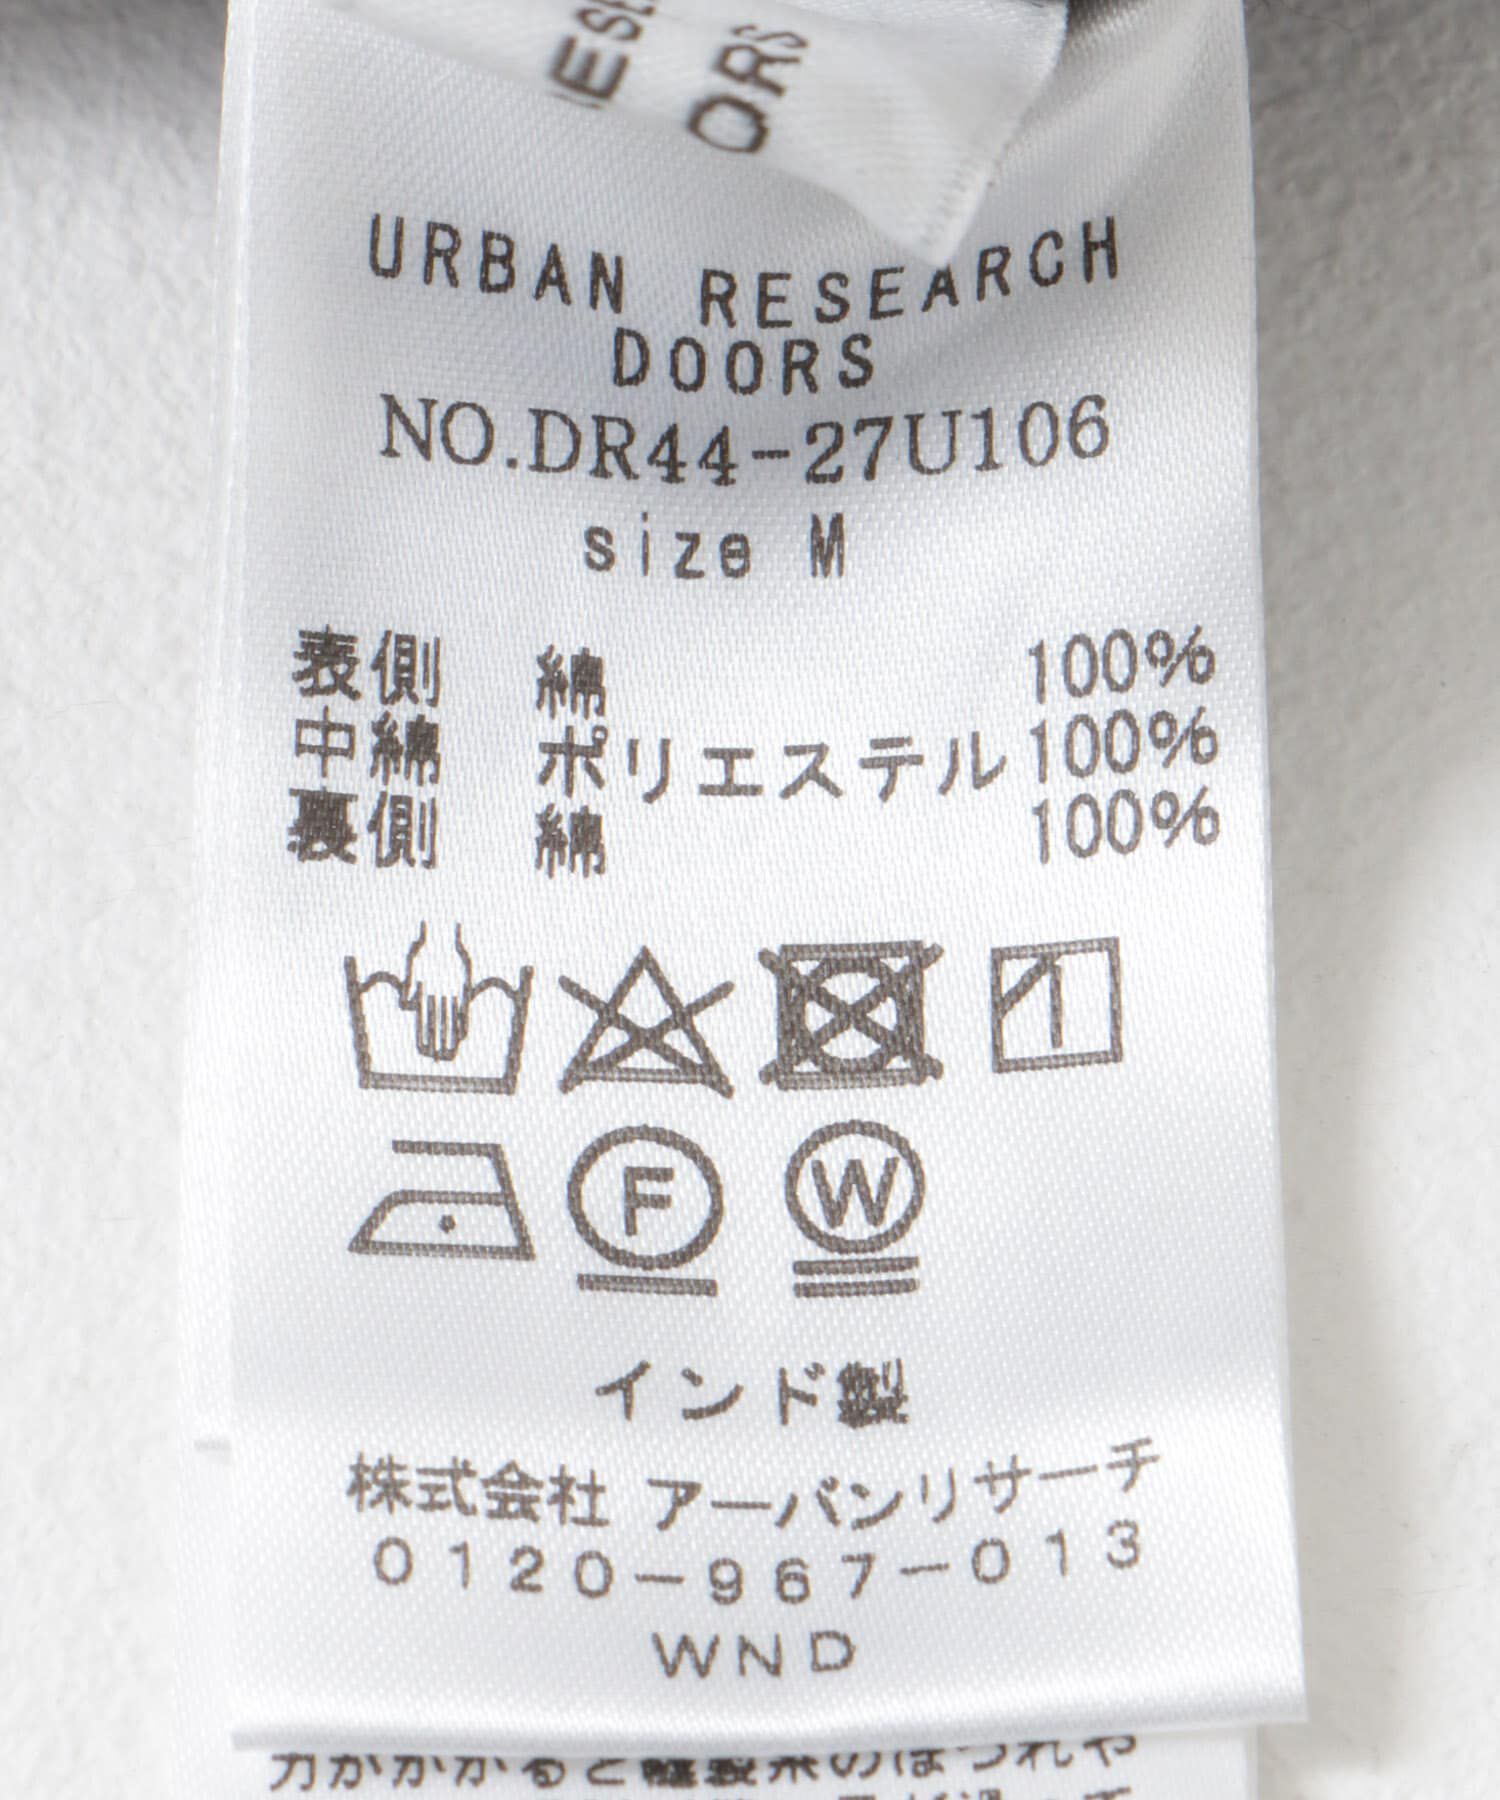 ORS
URBAN RESEARCH
DOORS
NO.DR44-27U106
size M
表側 綿 100%
中綿 ポリエステル 100%
裏側 綿 100%
F
W
インド製
株式会社 アーバンリサーチ
0120-967-013
WND